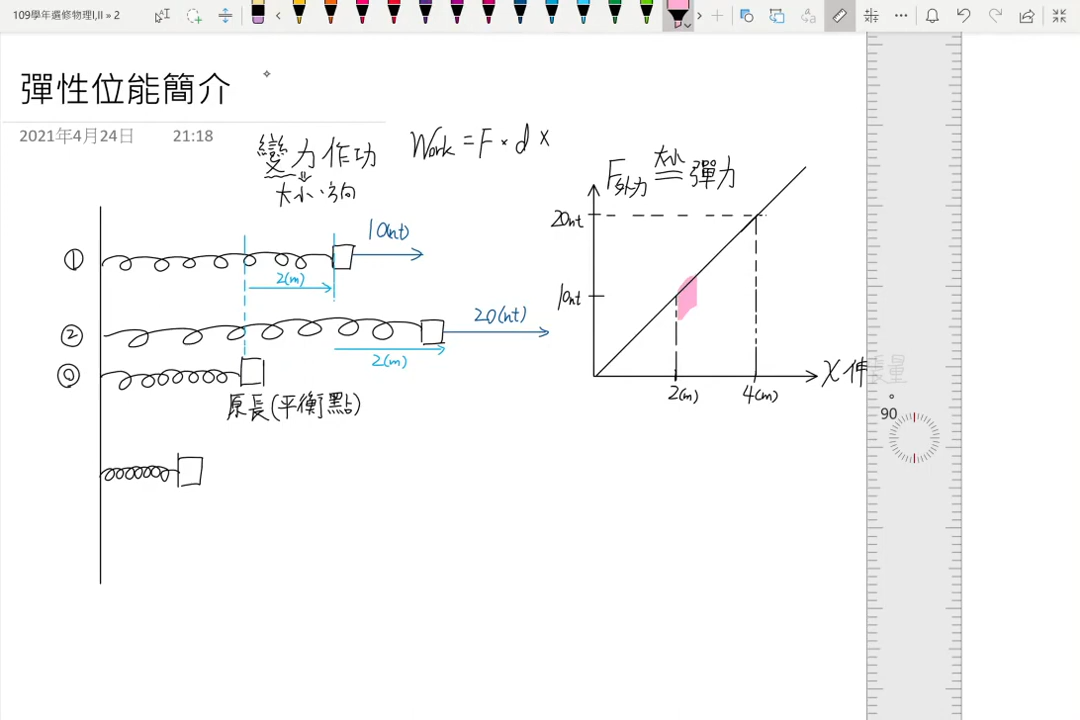 109學年選修物理I,II » 2
彈性位能簡介
2021年4月24日 21:18
變力作功
大小、方向
Work = F × d ×
F外力 大小 = 彈力
20nt
10nt
2(m)
4(m)
X 伸長量
① 10(nt)
2(m)
② 20(nt)
2(m)
⓪
原長(平衡點)
90